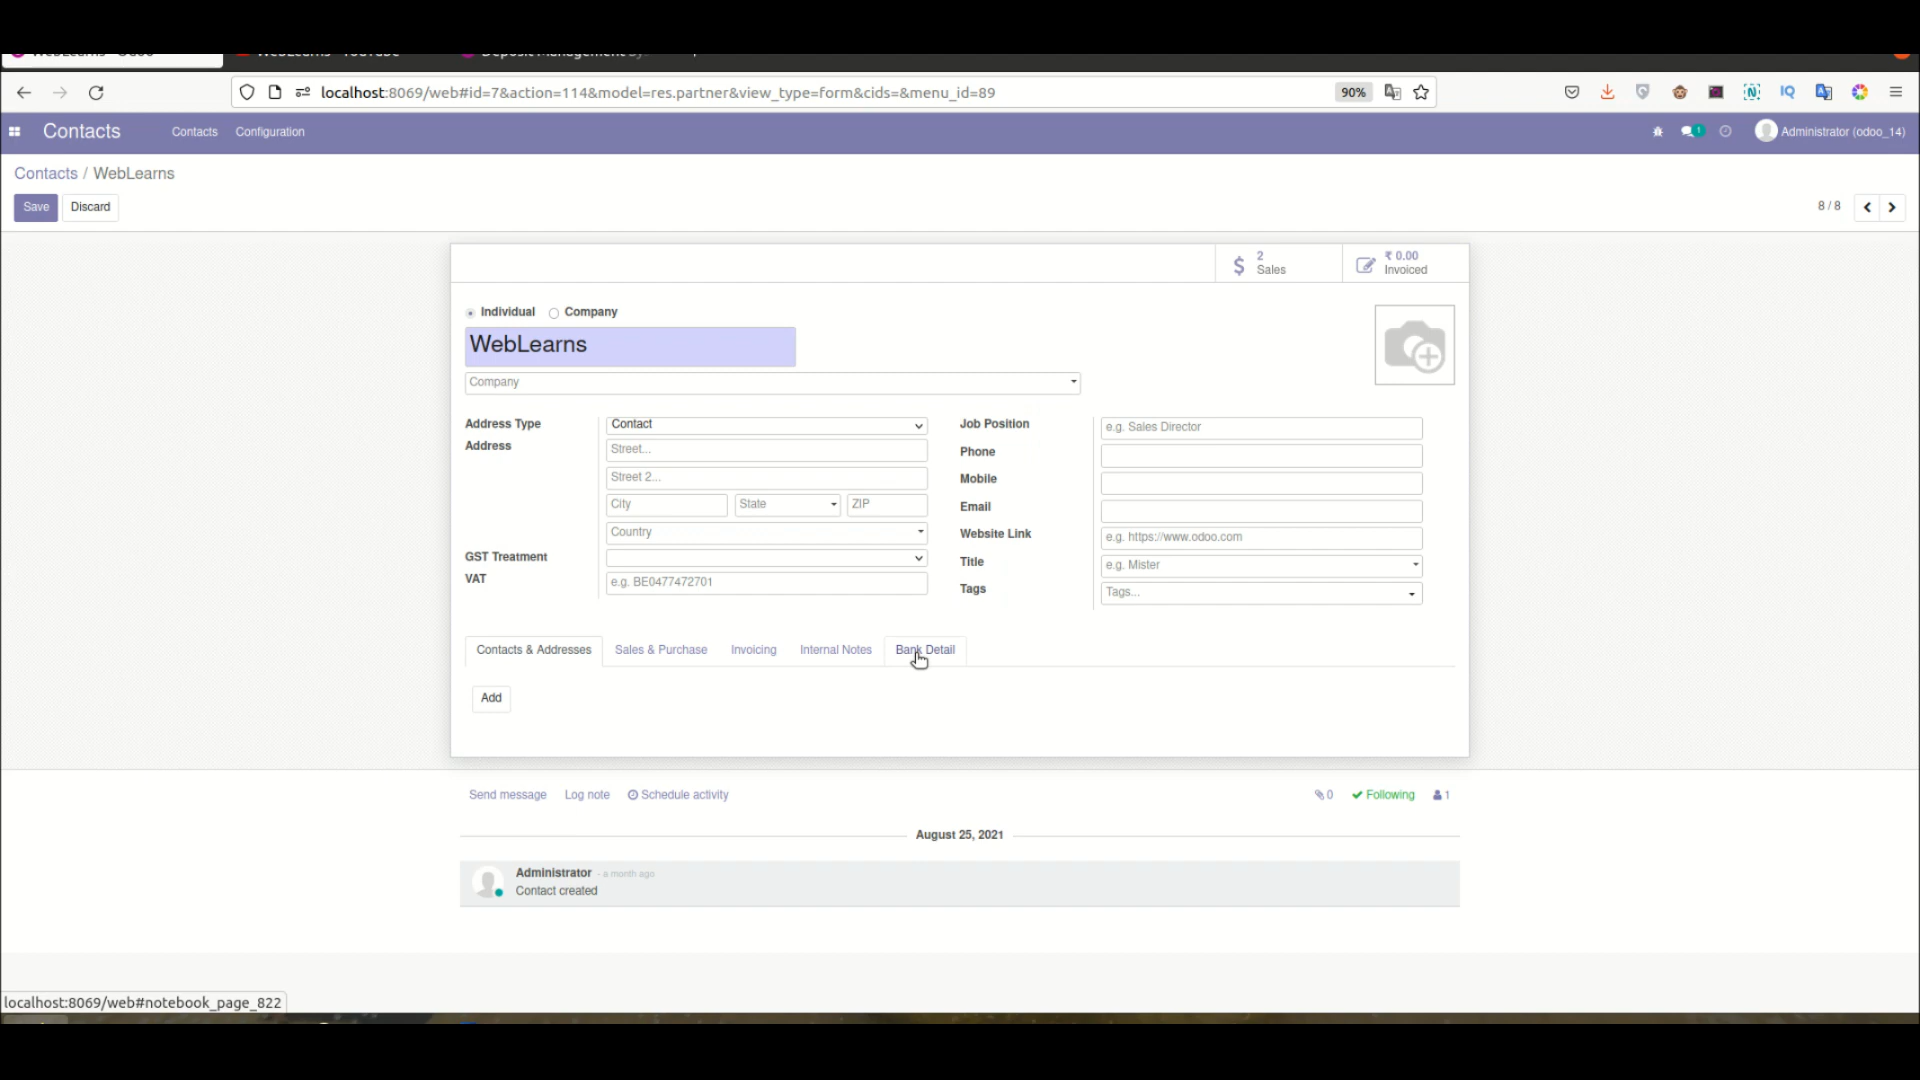 localhost:8069/web#id=7&action=114&model=res.partner&view_type=form&cids=&menu_id=89
90%
Contacts
Contacts
Configuration
1
Administrator (odoo_14)
Contacts / WebLearns
Save
Discard
8 / 8
2
Sales
₹ 0.00
Invoiced
Individual
Company
WebLearns
Company
Address Type
Contact
Address
Street...
Street 2...
City
State
ZIP
Country
GST Treatment
VAT
e.g. BE0477472701
Job Position
e.g. Sales Director
Phone
Mobile
Email
Website Link
e.g. https://www.odoo.com
Title
e.g. Mister
Tags
Tags...
Contacts & Addresses
Sales & Purchase
Invoicing
Internal Notes
Bank Detail
Add
Send message
Log note
Schedule activity
0
Following
1
August 25, 2021
Administrator - a month ago
Contact created
localhost:8069/web#notebook_page_822